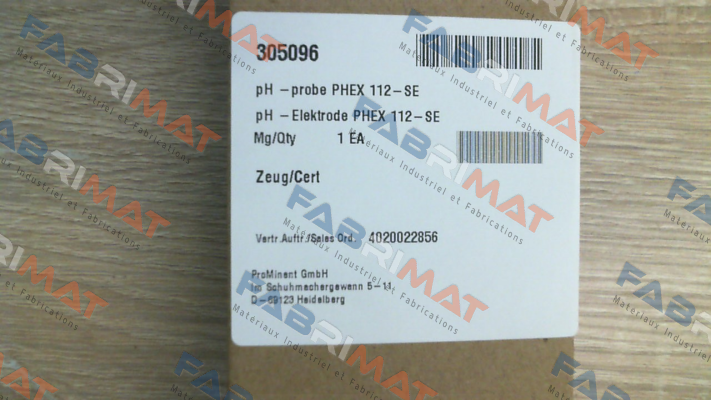 305096
pH -probe PHEX 112-SE
pH -Elektrode PHEX 112-SE
Mg/Qty 1 EA
Zeug/Cert
Vertr.Auftr./Sales Ord. 4020022856
ProMinent GmbH
Im Schuhmachergewann 5-11
D-69123 Heidelberg
FABRIMAT
Materiaux Industriel et Fabrications